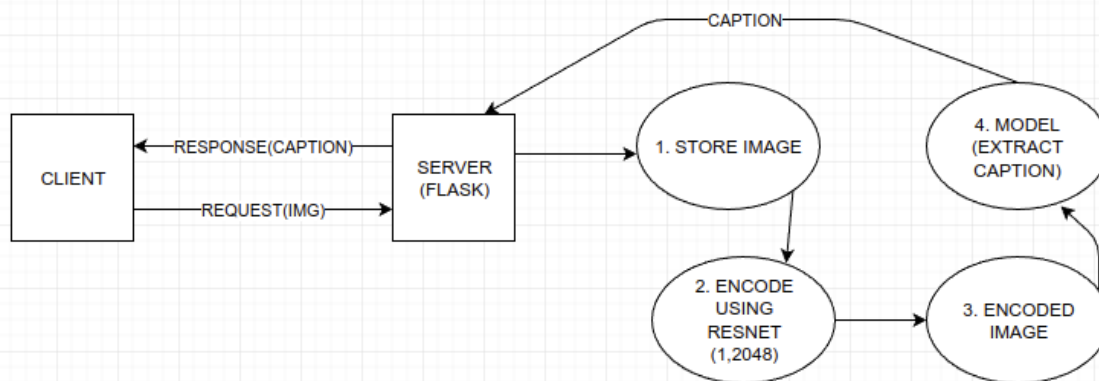 CAPTION
CLIENT
RESPONSE(CAPTION)
REQUEST(IMG)
SERVER
(FLASK)
1. STORE IMAGE
2. ENCODE
USING
RESNET
(1,2048)
3. ENCODED
IMAGE
4. MODEL
(EXTRACT
CAPTION)